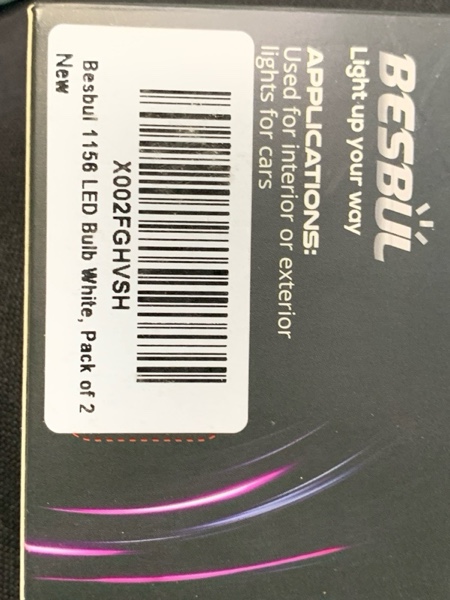 BESBUL
Light up your way
APPLICATIONS:
Used for interior or exterior
lights for cars
X002FGHVSH
Besbul 1156 LED Bulb White, Pack of 2
New